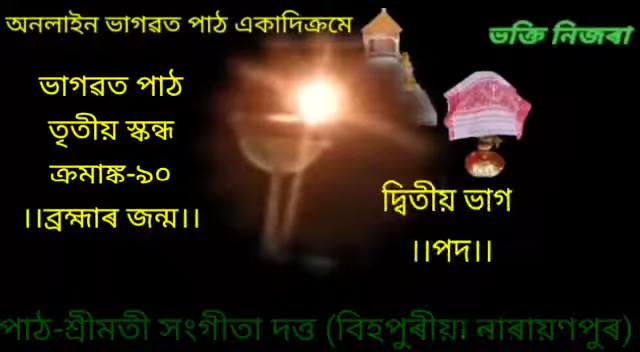 অনলাইন ভাগৱত পাঠ একাদিক্ৰমে
ভক্তি নিজৰা
ভাগৱত পাঠ
তৃতীয় স্কন্ধ
ক্ৰমাঙ্ক-৯০
।।ব্ৰহ্মাৰ জন্ম।।
দ্বিতীয় ভাগ
।।পদ।।
পাঠ-শ্ৰীমতী সংগীতা দত্ত (বিহপুৰীয়া নাৰায়ণপুৰ)